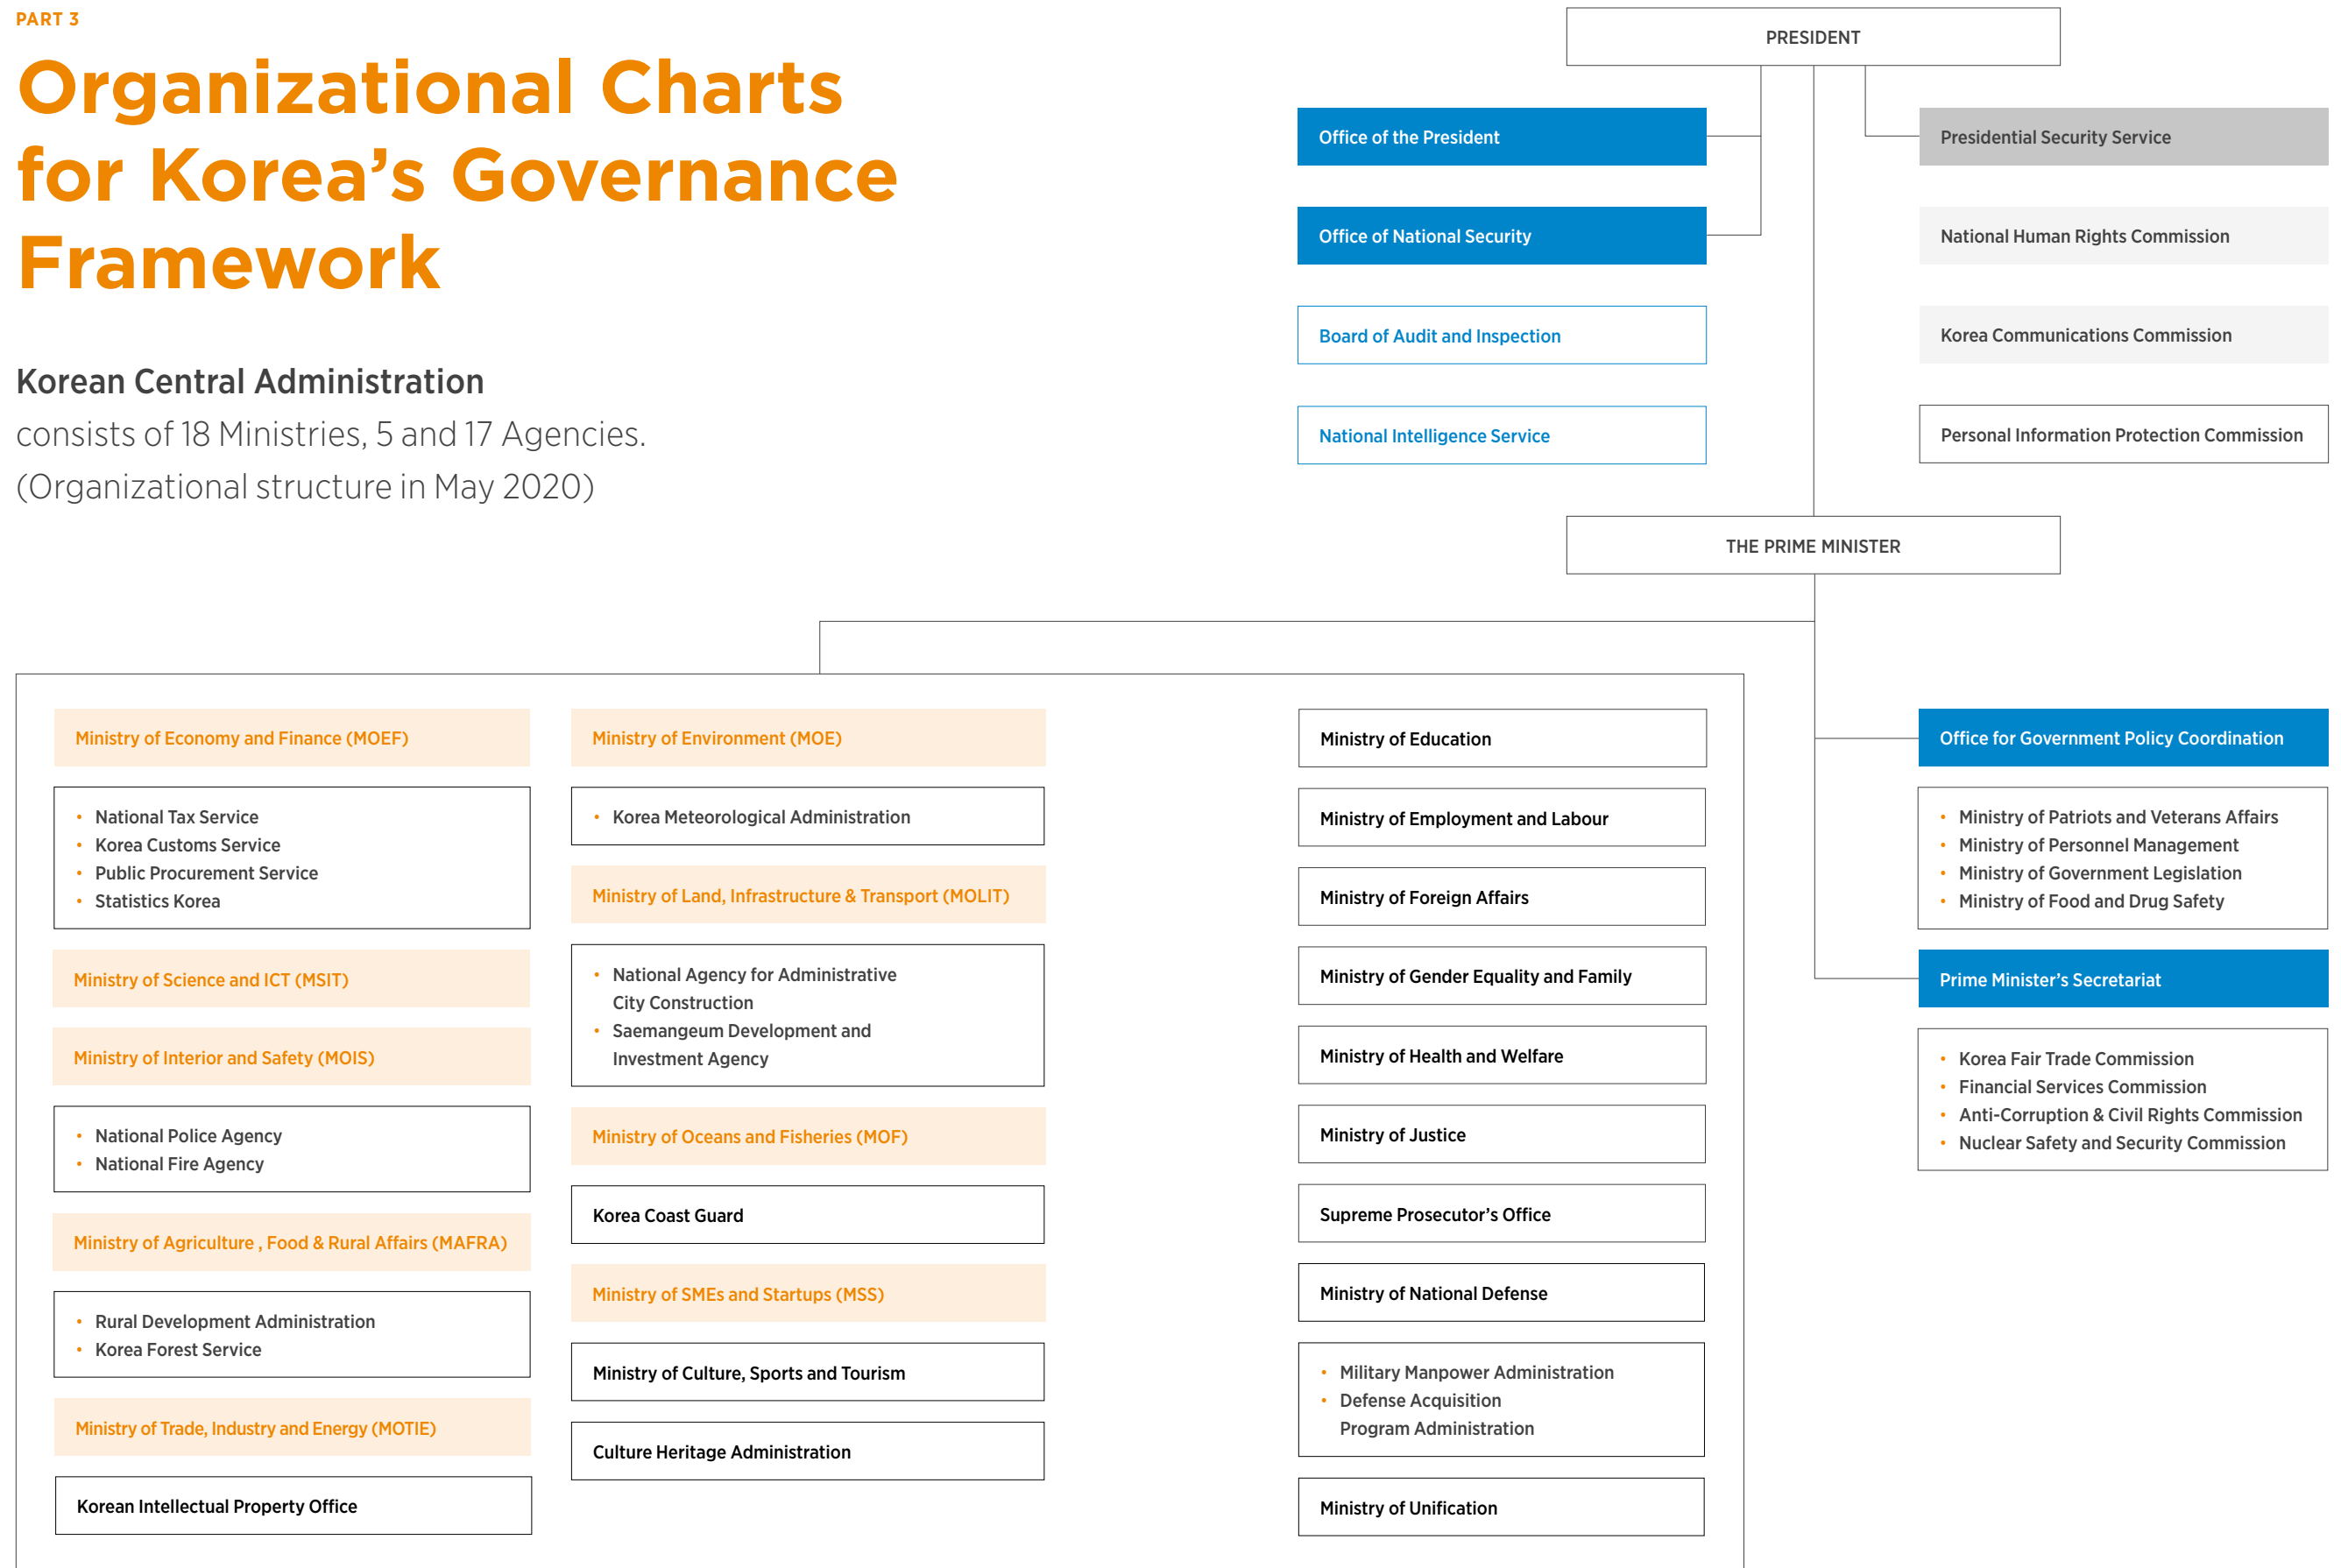 PART 3
Organizational Charts
for Korea’s Governance
Framework
Korean Central Administration
consists of 18 Ministries, 5 and 17 Agencies.
(Organizational structure in May 2020)
PRESIDENT
Office of the President
Office of National Security
Board of Audit and Inspection
National Intelligence Service
Presidential Security Service
National Human Rights Commission
Korea Communications Commission
Personal Information Protection Commission
THE PRIME MINISTER
Ministry of Economy and Finance (MOEF)
• National Tax Service
• Korea Customs Service
• Public Procurement Service
• Statistics Korea
Ministry of Science and ICT (MSIT)
Ministry of Interior and Safety (MOIS)
• National Police Agency
• National Fire Agency
Ministry of Agriculture , Food & Rural Affairs (MAFRA)
• Rural Development Administration
• Korea Forest Service
Ministry of Trade, Industry and Energy (MOTIE)
Korean Intellectual Property Office
Ministry of Environment (MOE)
• Korea Meteorological Administration
Ministry of Land, Infrastructure & Transport (MOLIT)
• National Agency for Administrative
City Construction
• Saemangeum Development and
Investment Agency
Ministry of Oceans and Fisheries (MOF)
Korea Coast Guard
Ministry of SMEs and Startups (MSS)
Ministry of Culture, Sports and Tourism
Culture Heritage Administration
Ministry of Education
Ministry of Employment and Labour
Ministry of Foreign Affairs
Ministry of Gender Equality and Family
Ministry of Health and Welfare
Ministry of Justice
Supreme Prosecutor’s Office
Ministry of National Defense
• Military Manpower Administration
• Defense Acquisition
Program Administration
Ministry of Unification
Office for Government Policy Coordination
• Ministry of Patriots and Veterans Affairs
• Ministry of Personnel Management
• Ministry of Government Legislation
• Ministry of Food and Drug Safety
Prime Minister’s Secretariat
• Korea Fair Trade Commission
• Financial Services Commission
• Anti-Corruption & Civil Rights Commission
• Nuclear Safety and Security Commission